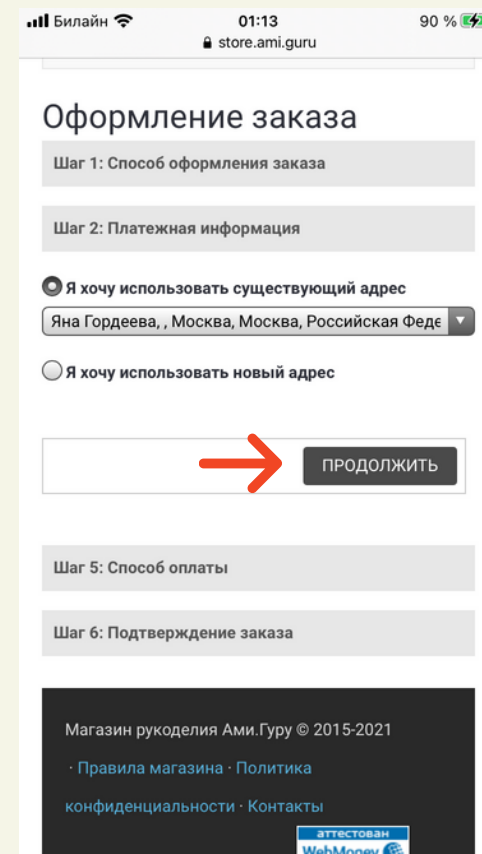 Билайн 01:13 90 %
store.ami.guru
Оформление заказа
Шаг 1: Способ оформления заказа
Шаг 2: Платежная информация
Я хочу использовать существующий адрес
Яна Гордеева, , Москва, Москва, Российская Феде
Я хочу использовать новый адрес
ПРОДОЛЖИТЬ
Шаг 5: Способ оплаты
Шаг 6: Подтверждение заказа
Магазин рукоделия Ами.Гуру © 2015-2021
· Правила магазина · Политика
конфиденциальности · Контакты
аттестован
WebMoney